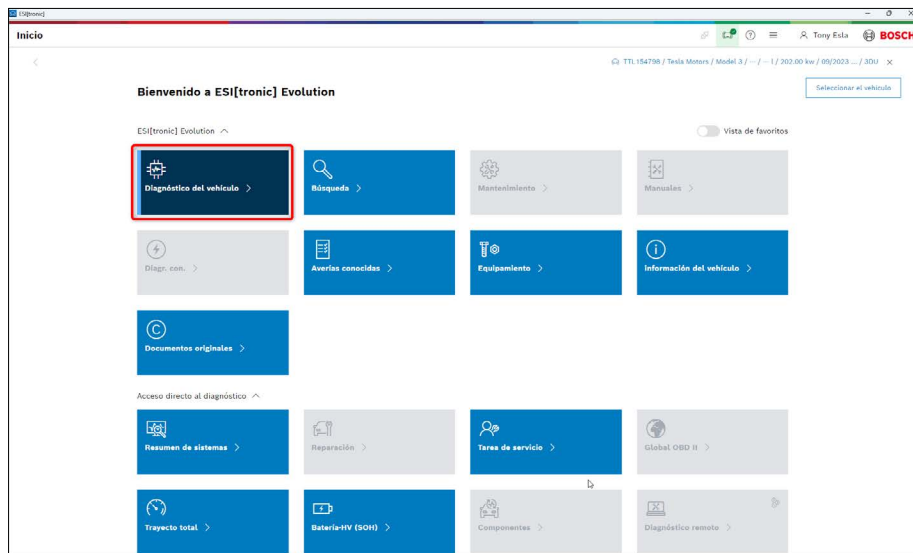 ESI[tronic]
Inicio
Tony Esla
BOSCH
TTL154798 / Tesla Motors / Model 3 / -- / -- I / 202.00 kw / 09/2023 ... / 3DU
Bienvenido a ESI[tronic] Evolution
Seleccionar el vehículo
ESI[tronic] Evolution
Vista de favoritos
Diagnóstico del vehículo
Búsqueda
Mantenimiento
Manuales
Diagr. con.
Averías conocidas
Equipamiento
Información del vehículo
Documentos originales
Acceso directo al diagnóstico
Resumen de sistemas
Reparación
Tarea de servicio
Global OBD II
Trayecto total
Batería-HV (SOH)
Componentes
Diagnóstico remoto